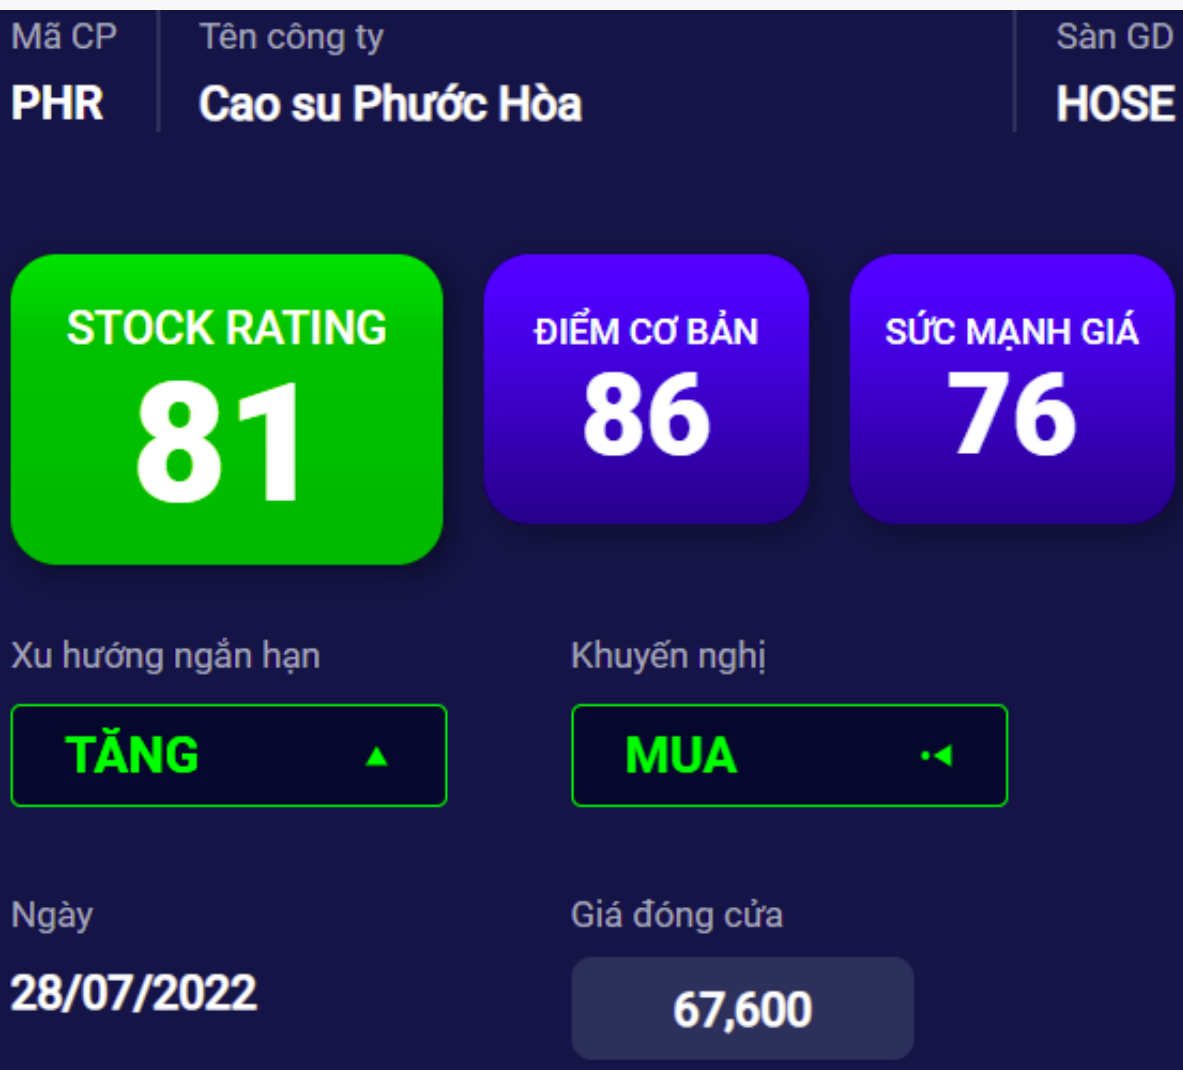 Mã CP Tên công ty Sàn GD
PHR Cao su Phước Hòa HOSE
STOCK RATING ĐIỂM CƠ BẢN SỨC MẠNH GIÁ
81 86 76
Xu hướng ngắn hạn Khuyến nghị
TĂNG MUA
Ngày Giá đóng cửa
28/07/2022 67,600